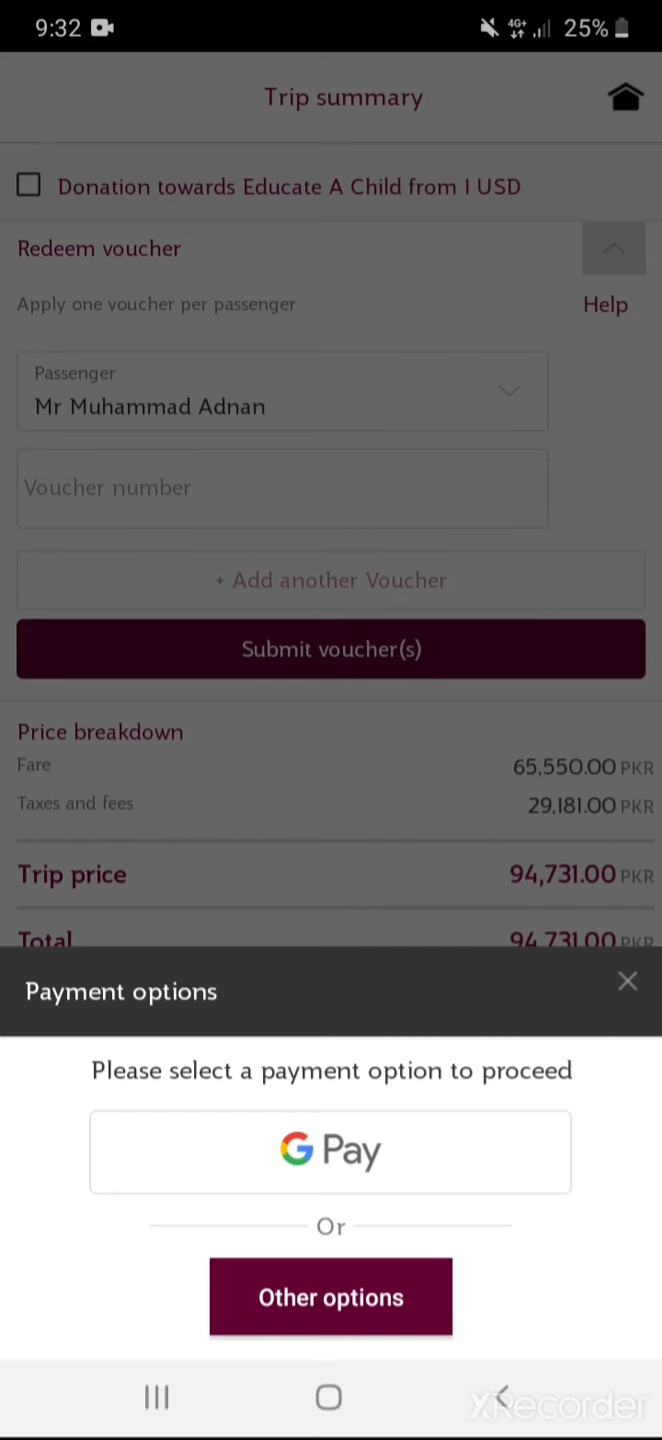 9:32 4G+ 25%
Trip summary
Donation towards Educate A Child from 1 USD
Redeem voucher
Apply one voucher per passenger Help
Passenger
Mr Muhammad Adnan
Voucher number
+ Add another Voucher
Submit voucher(s)
Price breakdown
Fare 65,550.00 PKR
Taxes and fees 29,181.00 PKR
Trip price 94,731.00 PKR
Total 94,731.00 PKR
Payment options
Please select a payment option to proceed
G Pay
Or
Other options
XRecorder